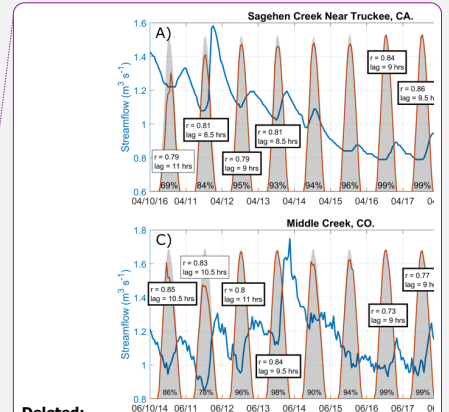 Sagehen Creek Near Truckee, CA.
A)
Streamflow (m³ s⁻¹)
1.6
1.4
1.2
1
0.8
0.6
r = 0.79
lag = 11 hrs
r = 0.81
lag = 8.5 hrs
r = 0.79
lag = 9 hrs
r = 0.81
lag = 8.5 hrs
r = 0.84
lag = 9 hrs
r = 0.86
lag = 9.5 h
69% 84% 95% 93% 94% 96% 99% 99%
04/10/16 04/11 04/12 04/13 04/14 04/15 04/16 04/17 04
Middle Creek, CO.
C)
Streamflow (m³ s⁻¹)
1.8
1.6
1.4
1.2
1
0.8
r = 0.85
lag = 10.5 hrs
r = 0.83
lag = 10.5 hrs
r = 0.8
lag = 11 hrs
r = 0.84
lag = 9.5 hrs
r = 0.73
lag = 9 hrs
r = 0.77
lag = 9 h
86% 78% 96% 98% 90% 94% 99% 99%
06/10/14 06/11 06/12 06/13 06/14 06/15 06/16 06/17 0
Deleted: